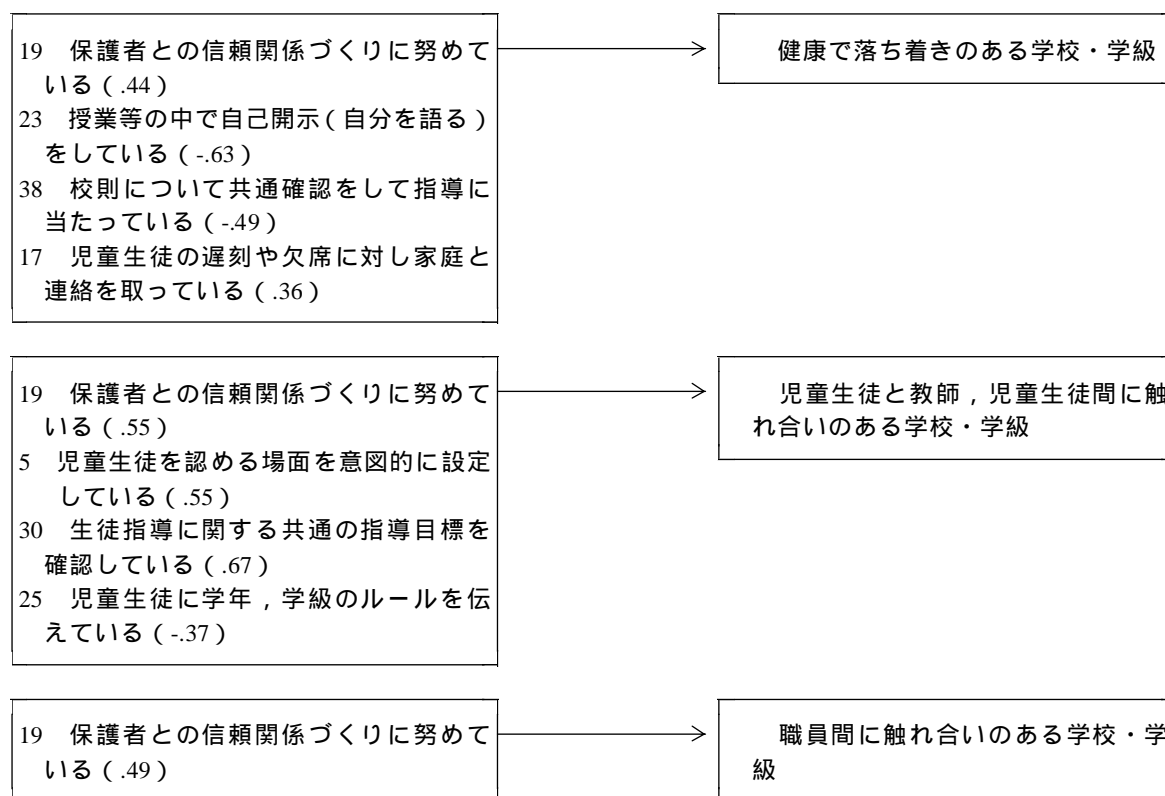 19 保護者との信頼関係づくりに努めて
いる（.44）
23 授業等の中で自己開示（自分を語る）
をしている（-.63）
38 校則について共通確認をして指導に
当たっている（-.49）
17 児童生徒の遅刻や欠席に対し家庭と
連絡を取っている（.36）
健康で落ち着きのある学校・学級
19 保護者との信頼関係づくりに努めて
いる（.55）
5 児童生徒を認める場面を意図的に設定
している（.55）
30 生徒指導に関する共通の指導目標を
確認している（.67）
25 児童生徒に学年，学級のルールを伝
えている（-.37）
児童生徒と教師，児童生徒間に触
れ合いのある学校・学級
19 保護者との信頼関係づくりに努めて
いる（.49）
職員間に触れ合いのある学校・学
級